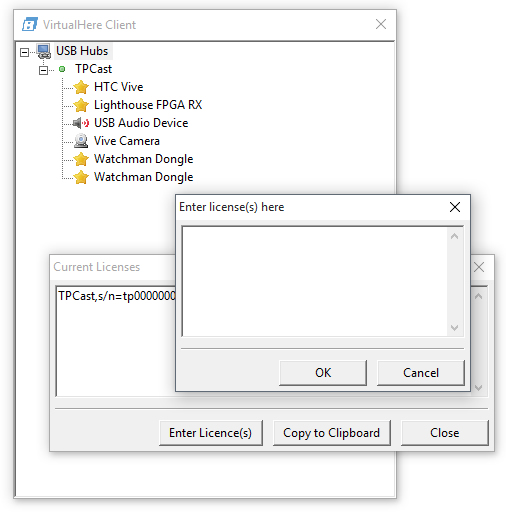 VirtualHere Client
USB Hubs
TPCast
HTC Vive
Lighthouse FPGA RX
USB Audio Device
Vive Camera
Watchman Dongle
Watchman Dongle
Enter license(s) here
OK
Cancel
Current Licenses
TPCast,s/n=tp0000000
Enter Licence(s)
Copy to Clipboard
Close